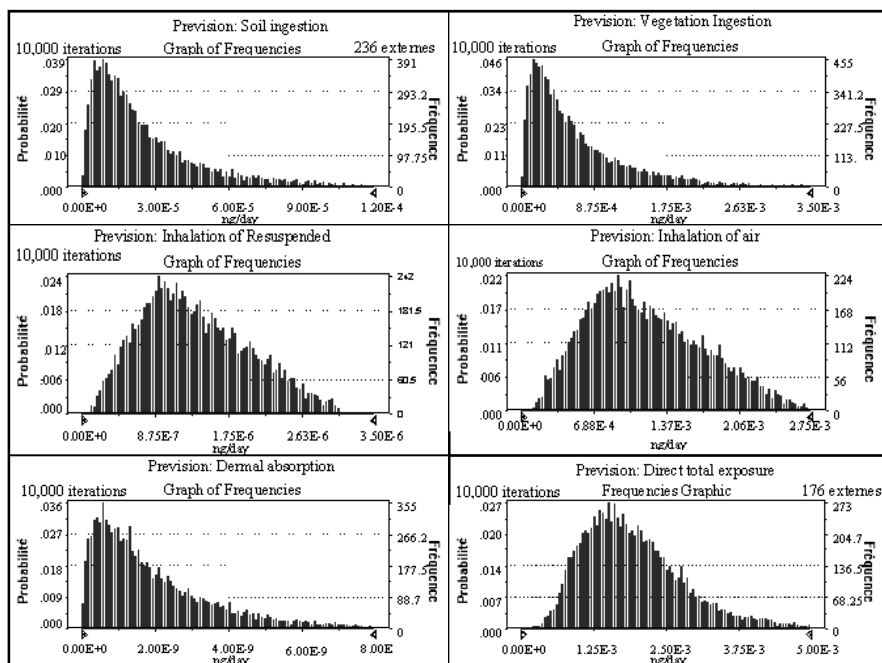 Prevision: Soil ingestion
10,000 iterations Graph of Frequencies 236 externes
.039 391
.029 293.2
.020 195.5
.010 97.75
.000 0
Probabilité
Fréquence
0.00E+0 3.00E-5 6.00E-5 9.00E-5 1.20E-4
ng/day
Prevision: Vegetation Ingestion
10,000 iterations Graph of Frequencies
.046 455
.034 341.2
.023 227.5
.011 113.
.000 0
Probabilité
Fréquence
0.00E+0 8.75E-4 1.75E-3 2.63E-3 3.50E-3
ng/day
Prevision: Inhalation of Resuspended
10,000 iterations Graph of Frequencies
.024 242
.018 181.5
.012 121
.006 60.5
.000 0
Probabilité
Fréquence
0.00E+0 8.75E-7 1.75E-6 2.63E-6 3.50E-6
ng/day
Prevision: Inhalation of air
10,000 iterations Graph of Frequencies
.022 224
.017 168
.011 112
.006 56
.000 0
Probabilité
Fréquence
0.00E+0 6.88E-4 1.37E-3 2.06E-3 2.75E-3
ng/day
Prevision: Dermal absorption
10,000 iterations Graph of Frequencies
.036 355
.027 266.2
.018 177.5
.009 88.7
.000 0
Probabilité
Fréquence
0.00E+0 2.00E-9 4.00E-9 6.00E-9 8.00E
ng/day
Prevision: Direct total exposure
10,000 iterations Frequencies Graphic 176 externes
.027 273
.020 204.7
.014 136.5
.007 68.25
.000 0
Probabilité
Fréquence
0.00E+0 1.25E-3 2.50E-3 3.75E-3 5.00E-3
ng/day